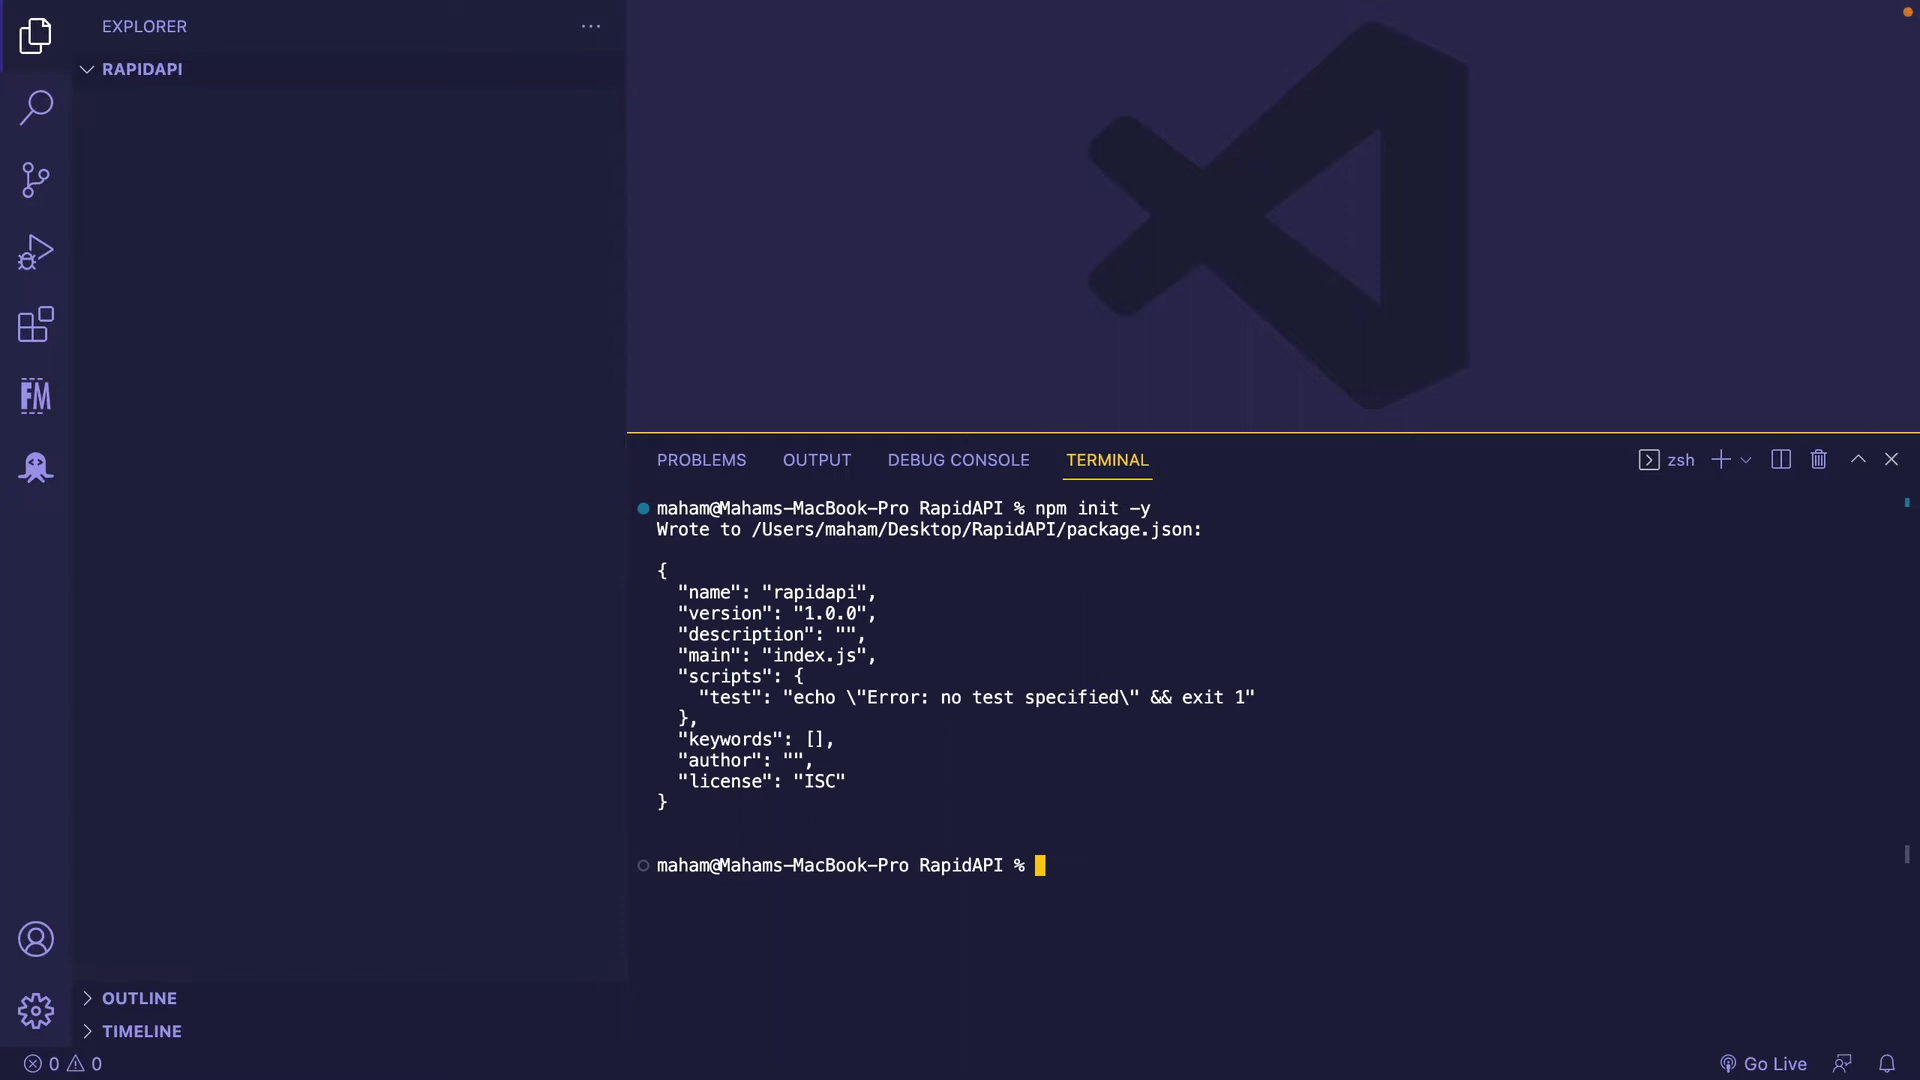 EXPLORER
RAPIDAPI
FM
PROBLEMS OUTPUT DEBUG CONSOLE TERMINAL zsh
maham@Mahams-MacBook-Pro RapidAPI % npm init -y
Wrote to /Users/maham/Desktop/RapidAPI/package.json:
{
"name": "rapidapi",
"version": "1.0.0",
"description": "",
"main": "index.js",
"scripts": {
"test": "echo \"Error: no test specified\" && exit 1"
},
"keywords": [],
"author": "",
"license": "ISC"
}
maham@Mahams-MacBook-Pro RapidAPI %
OUTLINE
TIMELINE
0 0
Go Live